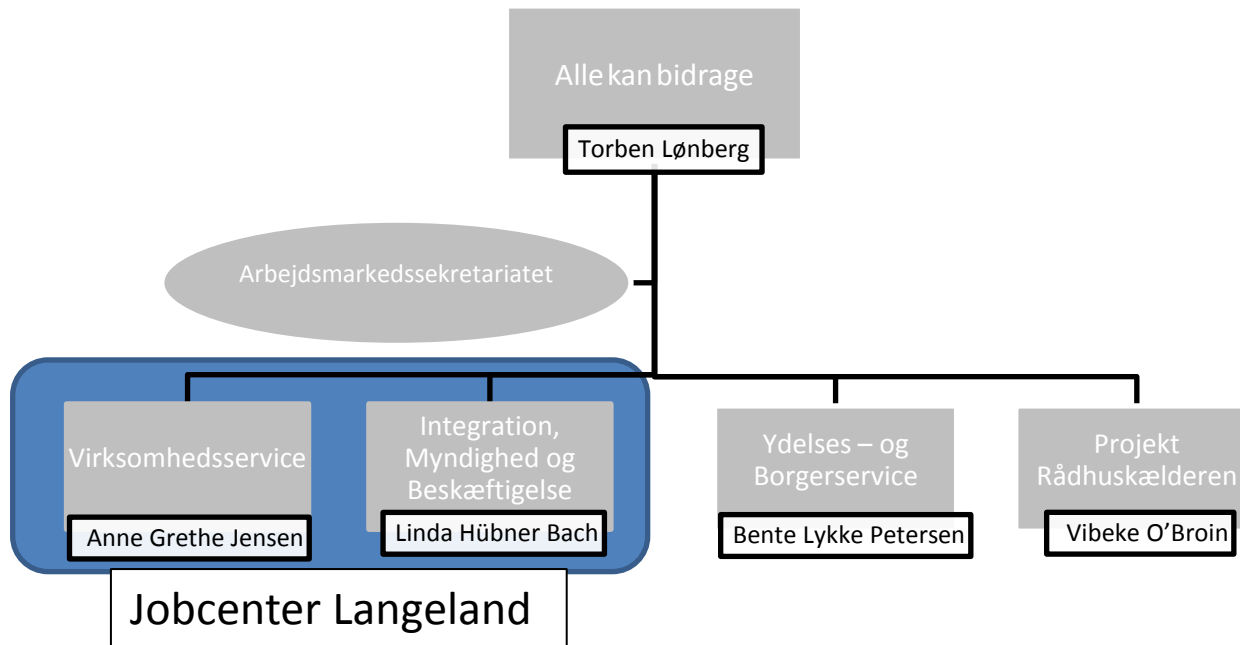 Alle kan bidrage
Torben Lønberg
Arbejdsmarkedssekretariatet
Virksomhedsservice
Anne Grethe Jensen
Integration,
Myndighed og
Beskæftigelse
Linda Hübner Bach
Ydelses – og
Borgerservice
Bente Lykke Petersen
Projekt
Rådhuskælderen
Vibeke O’Broin
Jobcenter Langeland